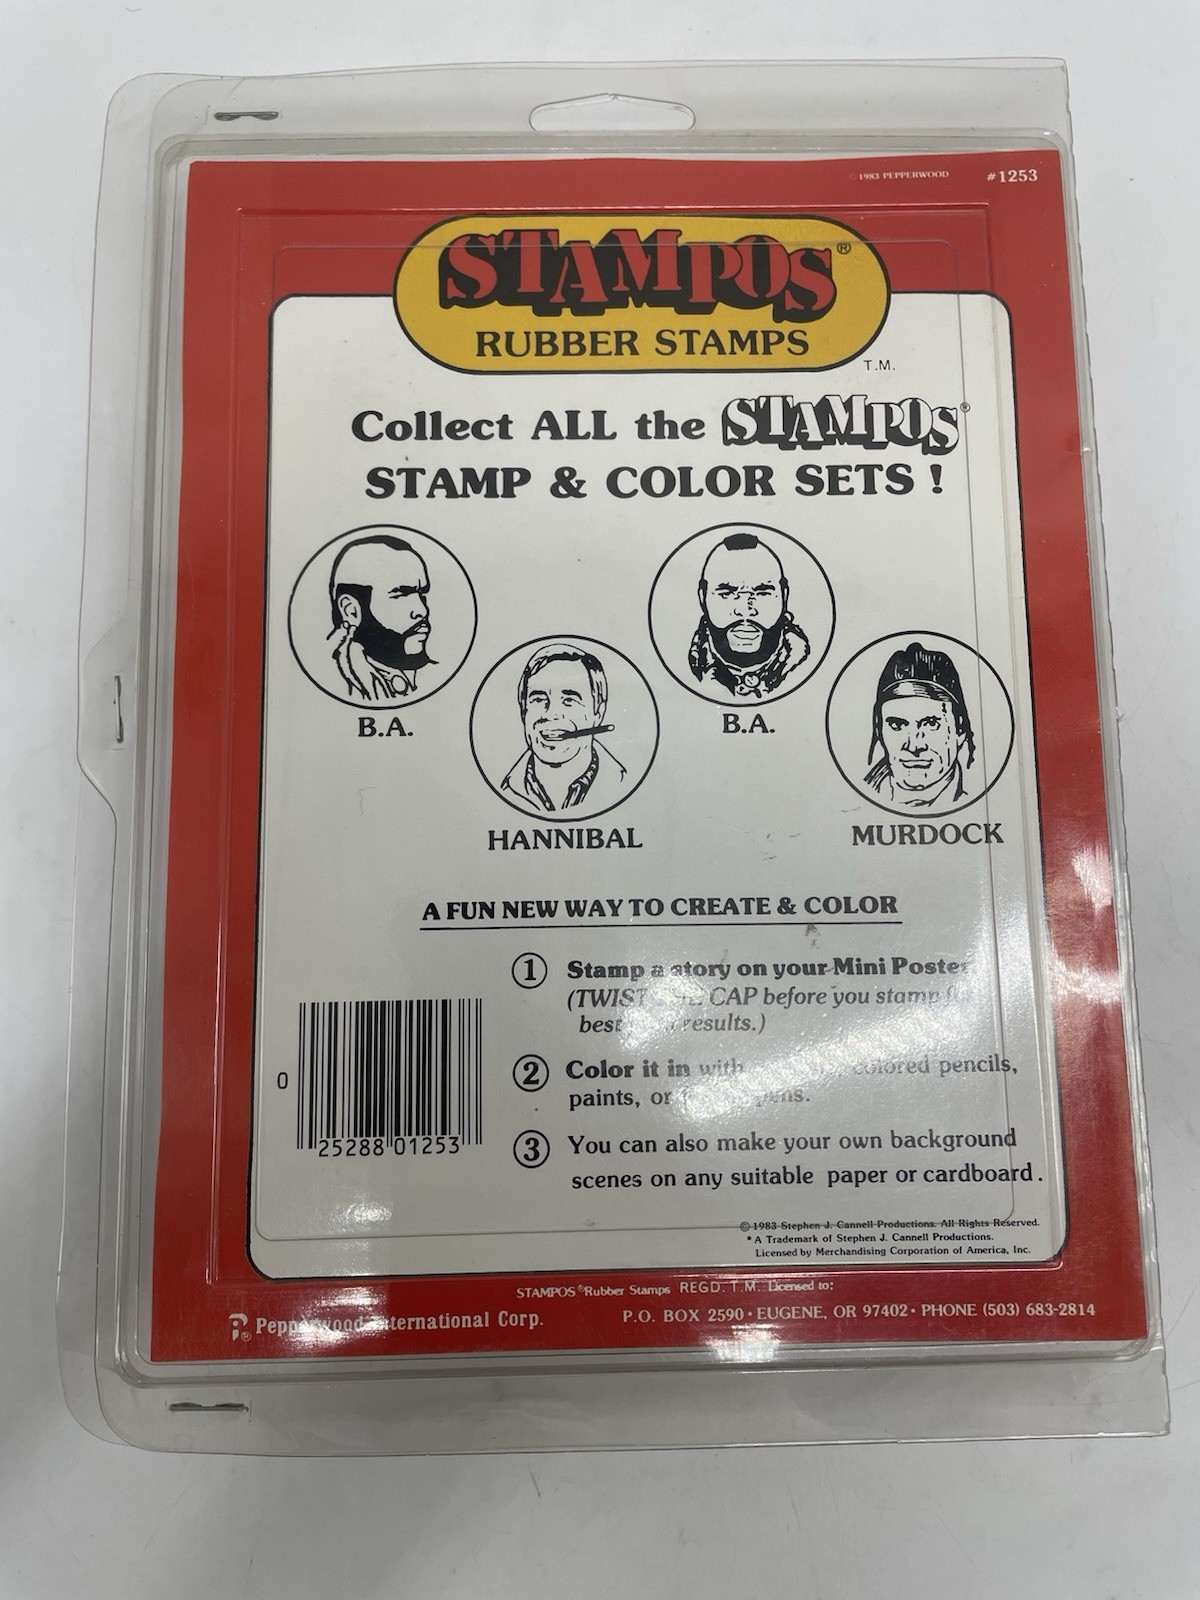 © 1983 PEPPERWOOD #1253
STAMPOS®
RUBBER STAMPS
T.M.
Collect ALL the STAMPOS®
STAMP & COLOR SETS !
B.A.
HANNIBAL
B.A.
MURDOCK
A FUN NEW WAY TO CREATE & COLOR
1 Stamp a story on your Mini Poster
(TWIST CAP before you stamp
best results.)
2 Color it in with colored pencils,
paints, or pens.
3 You can also make your own background
scenes on any suitable paper or cardboard.
0 25288 01253
© 1983 Stephen J. Cannell Productions. All Rights Reserved.
* A Trademark of Stephen J. Cannell Productions.
Licensed by Merchandising Corporation of America, Inc.
STAMPOS® Rubber Stamps REGD. T.M. Licensed to:
Pepperwood International Corp.
P.O. BOX 2590 • EUGENE, OR 97402 • PHONE (503) 683-2814